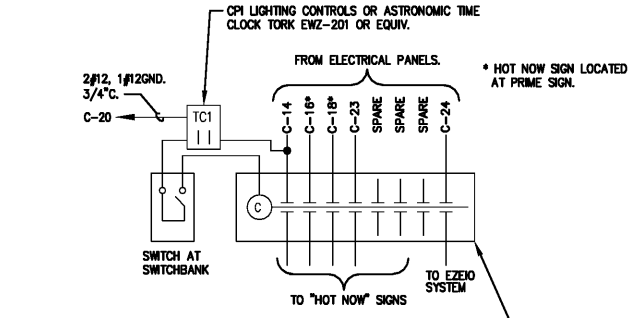 CPI LIGHTING CONTROLS OR ASTRONOMIC TIME
CLOCK TORK EWZ-201 OR EQUIV.
FROM ELECTRICAL PANELS.
* HOT NOW SIGN LOCATED
AT PRIME SIGN.
2#12, 1#12GND.
3/4"C.
C-20
TC1
C-14
C-16*
C-18*
C-23
SPARE
SPARE
SPARE
C-24
C
SWITCH AT
SWITCHBANK
TO "HOT NOW" SIGNS
TO EZEIO
SYSTEM